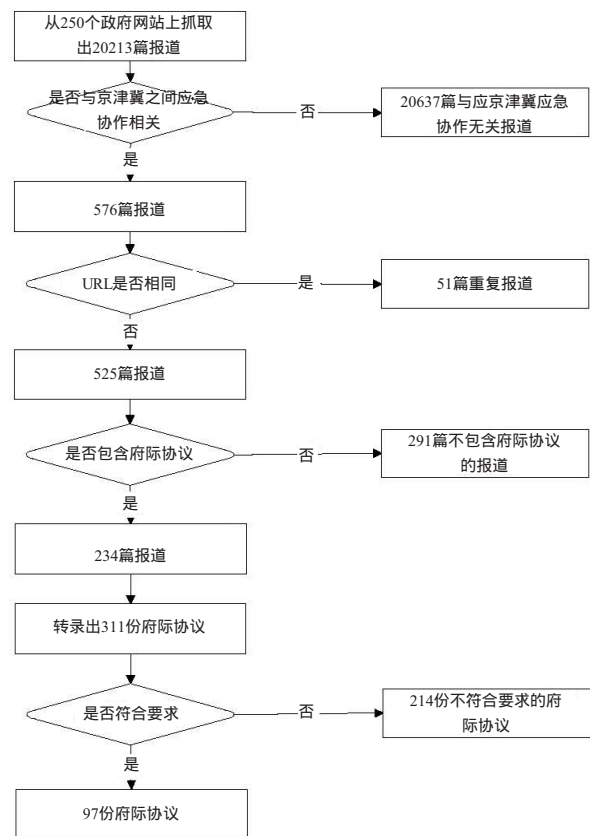 从250个政府网站上抓取
出20213篇报道
是否与京津冀之间应急
协作相关
否
20637篇与应京津冀应急
协作无关报道
是
576篇报道
URL是否相同
是
51篇重复报道
否
525篇报道
是否包含府际协议
否
291篇不包含府际协议
的报道
是
234篇报道
转录出311份府际协议
是否符合要求
否
214份不符合要求的府
际协议
是
97份府际协议